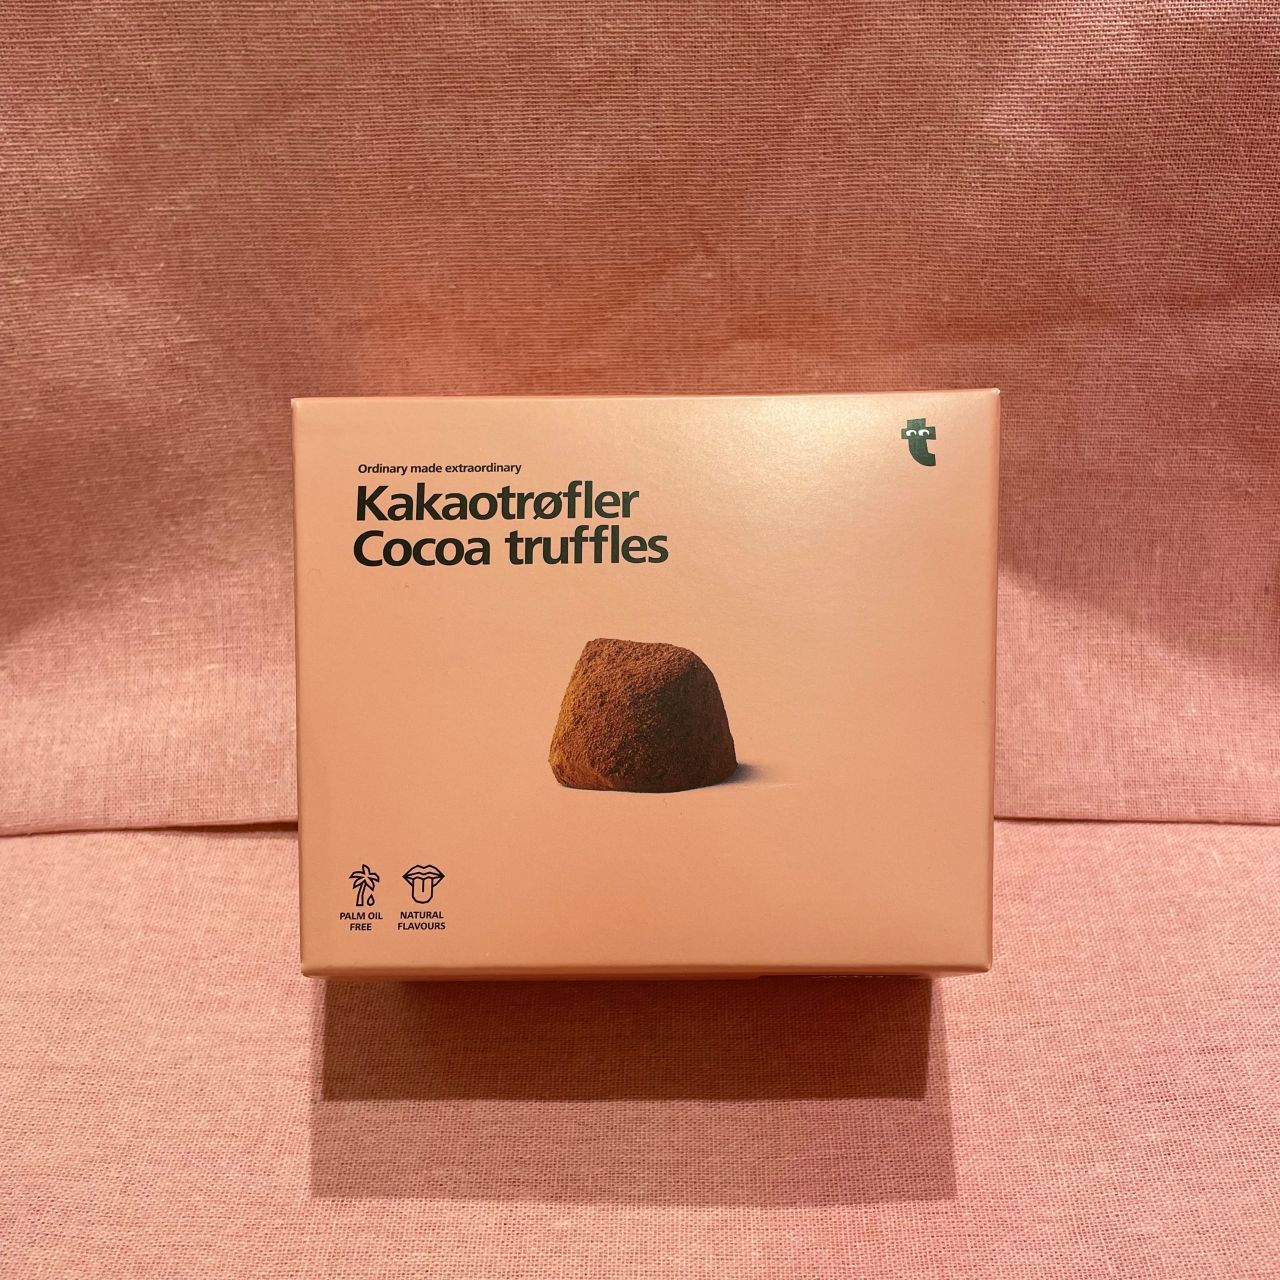 t
Ordinary made extraordinary
Kakaotrøfler
Cocoa truffles
PALM OIL
FREE
NATURAL
FLAVOURS